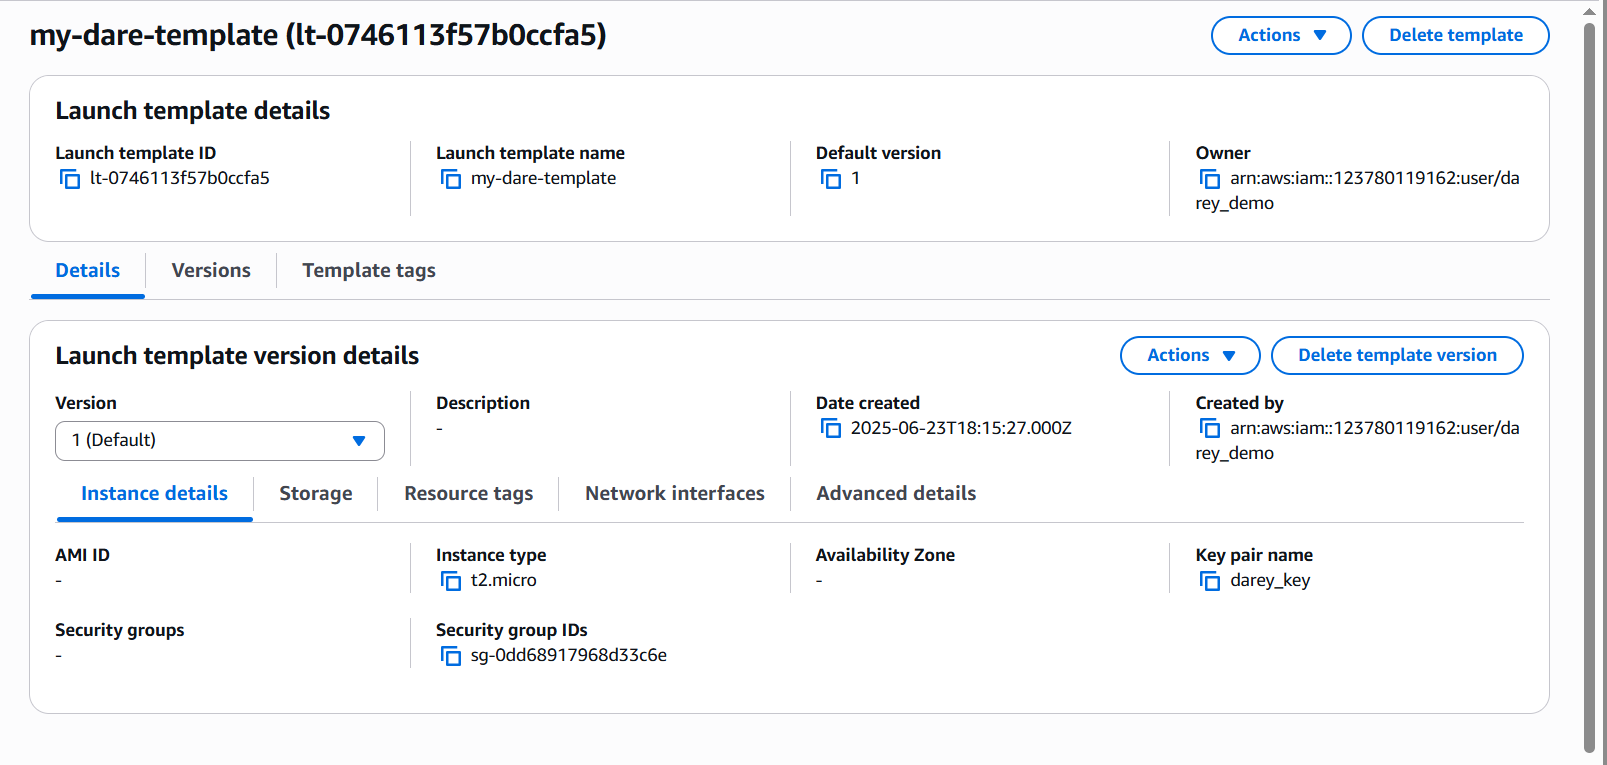 my-dare-template (lt-0746113f57b0ccfa5)
Actions
Delete template
Launch template details
Launch template ID
lt-0746113f57b0ccfa5
Launch template name
my-dare-template
Default version
1
Owner
arn:aws:iam::123780119162:user/da
rey_demo
Details
Versions
Template tags
Launch template version details
Actions
Delete template version
Version
1 (Default)
Description
-
Date created
2025-06-23T18:15:27.000Z
Created by
arn:aws:iam::123780119162:user/da
rey_demo
Instance details
Storage
Resource tags
Network interfaces
Advanced details
AMI ID
-
Instance type
t2.micro
Availability Zone
-
Key pair name
darey_key
Security groups
-
Security group IDs
sg-0dd68917968d33c6e